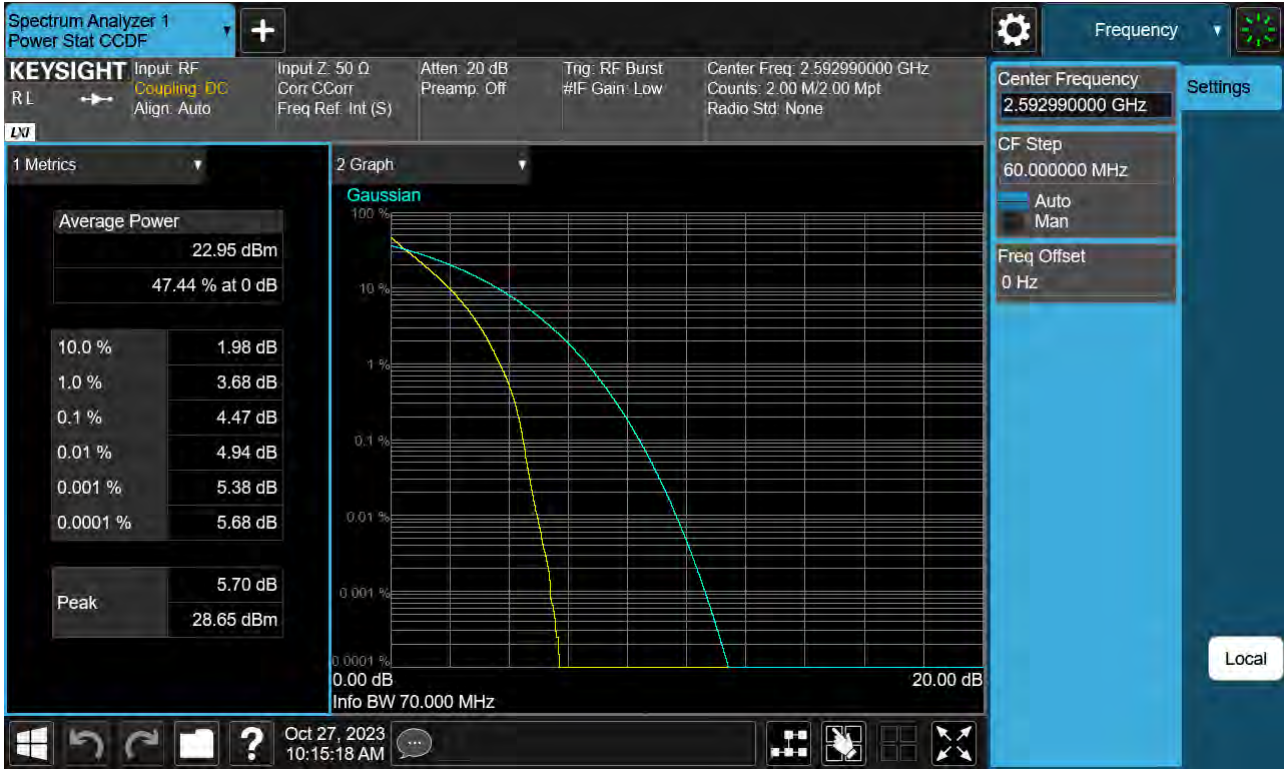 Spectrum Analyzer 1
Power Stat CCDF
Frequency
KEYSIGHT
RL
LXI
Input: RF
Coupling: DC
Align: Auto
Input Z: 50 Ω
Corr CCorr
Freq Ref: Int (S)
Atten: 20 dB
Preamp: Off
Trig: RF Burst
#IF Gain: Low
Center Freq: 2.592990000 GHz
Counts: 2.00 M/2.00 Mpt
Radio Std: None
Center Frequency
2.592990000 GHz
Settings
CF Step
60.000000 MHz
Auto
Man
Freq Offset
0 Hz
1 Metrics
Average Power
22.95 dBm
47.44 % at 0 dB
10.0 % 1.98 dB
1.0 % 3.68 dB
0.1 % 4.47 dB
0.01 % 4.94 dB
0.001 % 5.38 dB
0.0001 % 5.68 dB
Peak
5.70 dB
28.65 dBm
2 Graph
Gaussian
100 %
10 %
1 %
0.1 %
0.01 %
0.001 %
0.0001 %
0.00 dB 20.00 dB
Info BW 70.000 MHz
Local
?
Oct 27, 2023
10:15:18 AM